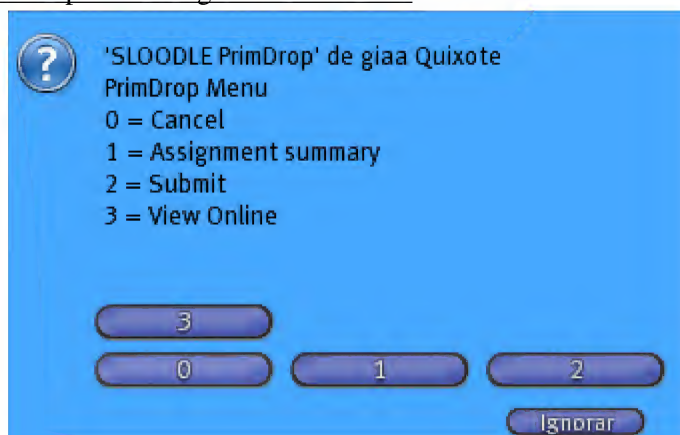 ?
'SLOODLE PrimDrop' de giaa Quixote
PrimDrop Menu
0 = Cancel
1 = Assignment summary
2 = Submit
3 = View Online
3
0 1 2
Ignorar